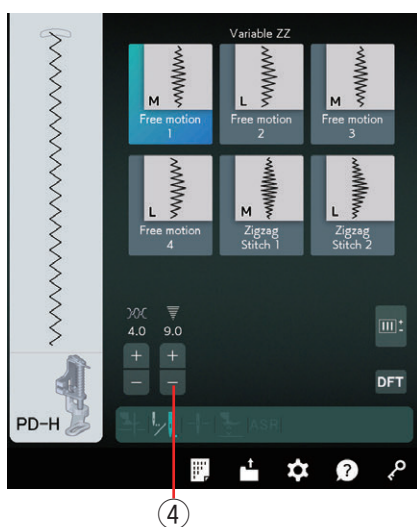 Variable ZZ
M
L
M
Free motion
1
Free motion
2
Free motion
3
L
M
L
Free motion
4
Zigzag
Stitch 1
Zigzag
Stitch 2
4.0 9.0
+ +
− −
DFT
PD-H
ASR
?
④